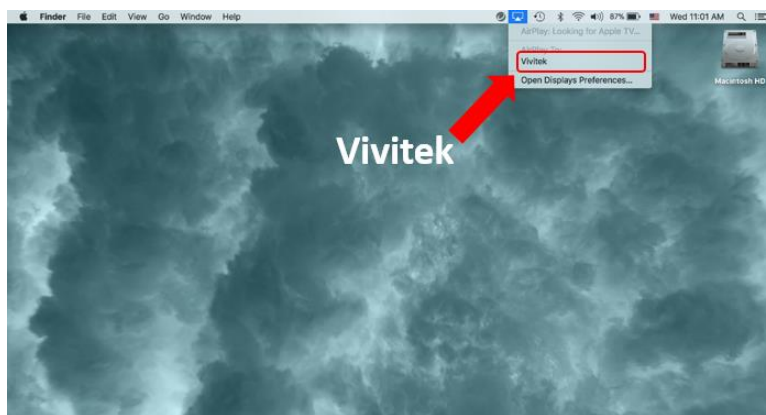 Finder File Edit View Go Window Help 87% Wed 11:01 AM
AirPlay: Looking for Apple TV...
AirPlay To:
Vivitek
Open Displays Preferences...
Macintosh HD
Vivitek